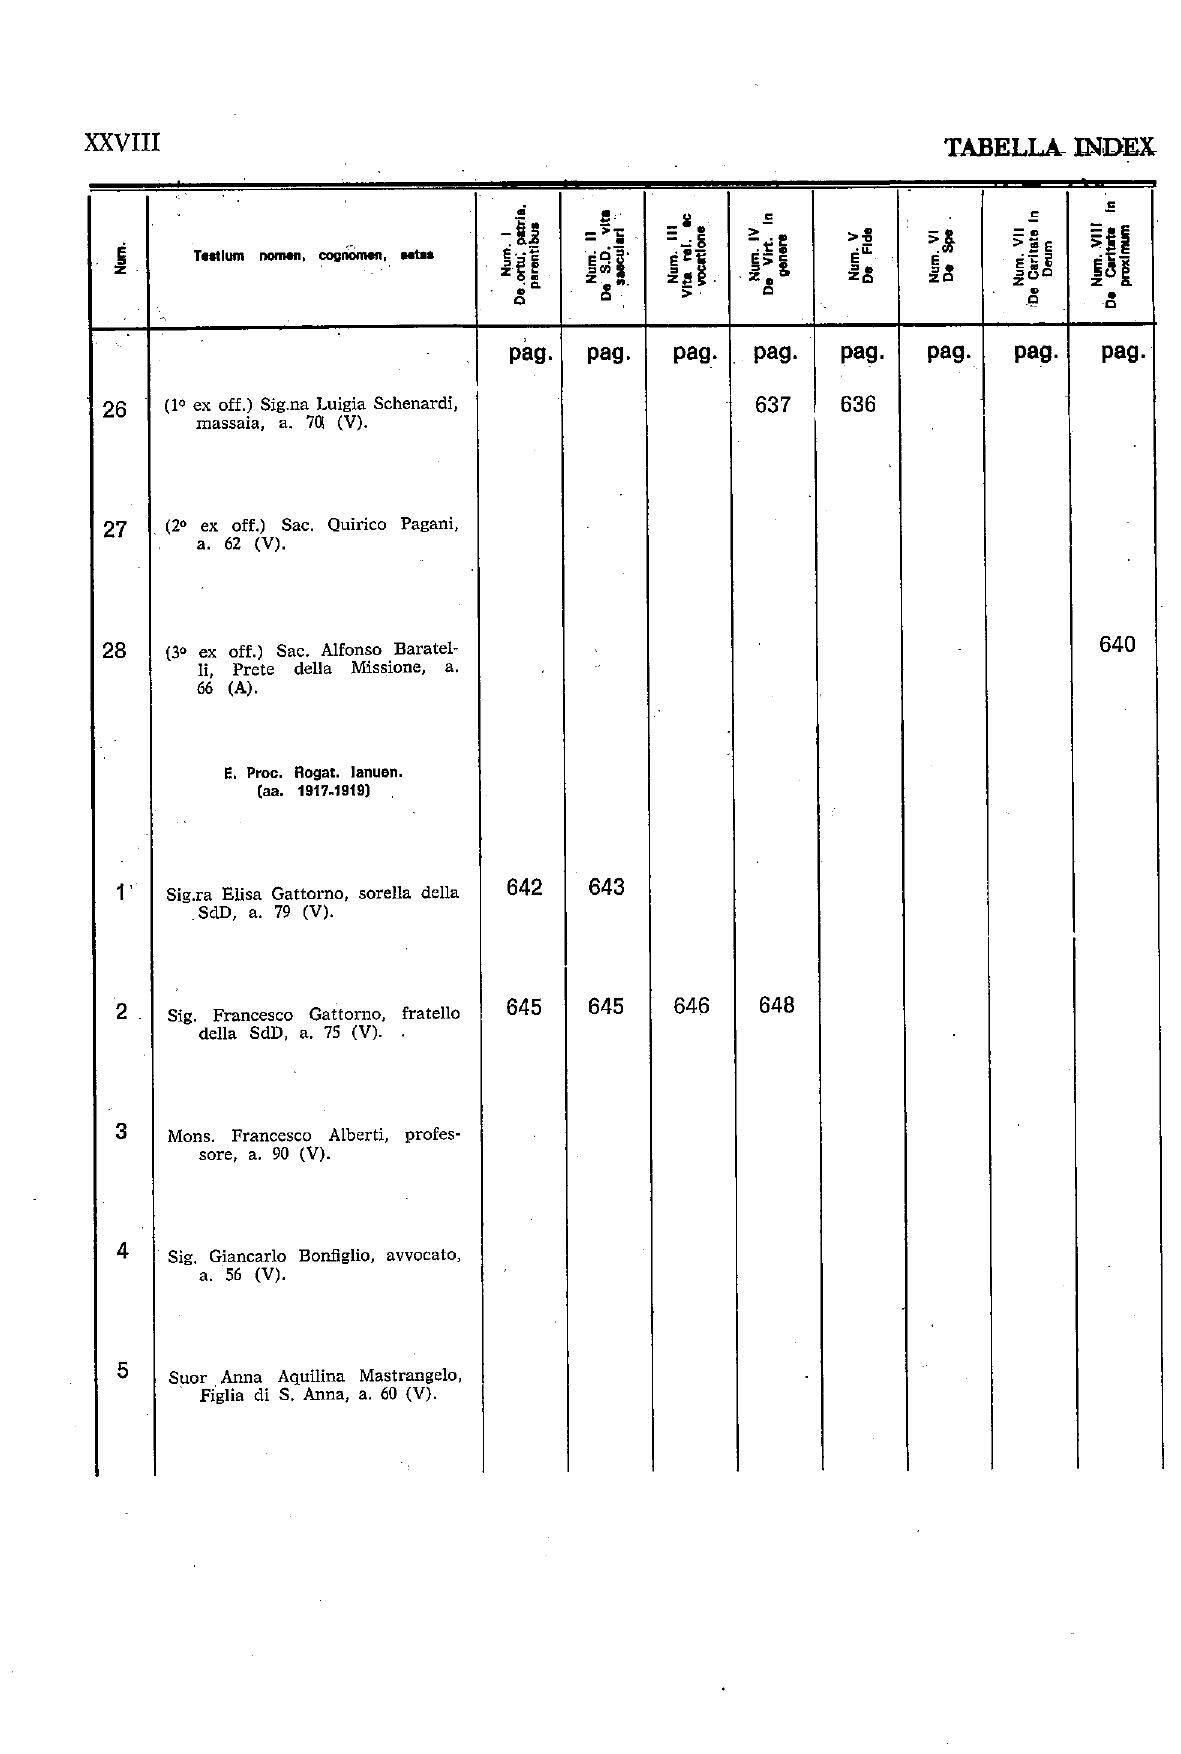 XXVIII
TABELLA INDEX
Num.
Testium nomen, cognomen, aetas
Num. I
De ortu, patria,
parentibus
Num. II
De S.D. vita
saeculari
Num. III
Vita rel. ac
vocatione
Num. IV
De Virt. in
genere
Num. V
De Fide
Num. VI
De Spe
Num. VII
De Caritate in
Deum
Num. VIII
De Caritate in
proximum
pag. pag. pag. pag. pag. pag. pag. pag.
26 (1º ex off.) Sig.na Luigia Schenardi, 637 636
massaia, a. 70 (V).
27 (2º ex off.) Sac. Quirico Pagani,
a. 62 (V).
28 (3º ex off.) Sac. Alfonso Baratel- 640
li, Prete della Missione, a.
66 (A).
E. Proc. Rogat. Ianuen.
(aa. 1917-1919)
1 Sig.ra Elisa Gattorno, sorella della 642 643
SdD, a. 79 (V).
2 Sig. Francesco Gattorno, fratello 645 645 646 648
della SdD, a. 75 (V).
3 Mons. Francesco Alberti, profes-
sore, a. 90 (V).
4 Sig. Giancarlo Bonfiglio, avvocato,
a. 56 (V).
5 Suor Anna Aquilina Mastrangelo,
Figlia di S. Anna, a. 60 (V).